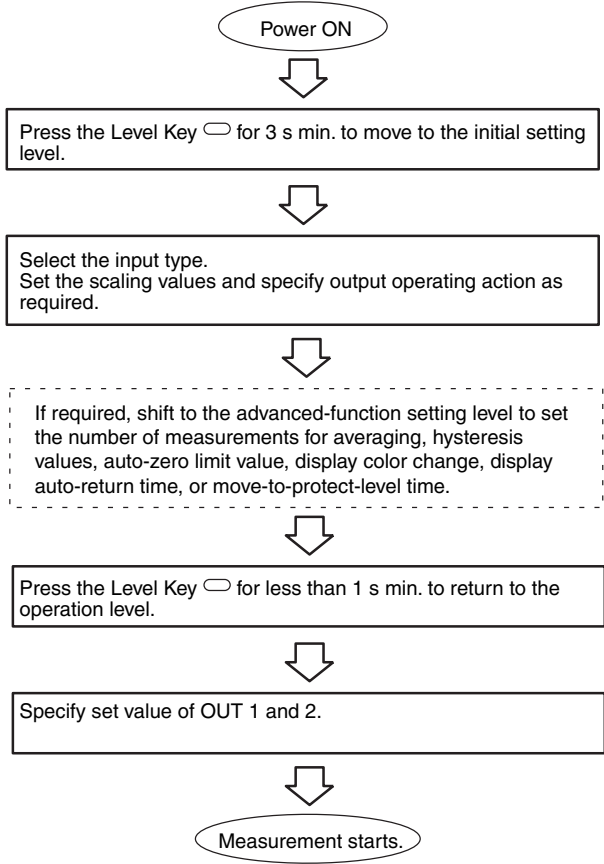 Power ON
Press the Level Key for 3 s min. to move to the initial setting
level.
Select the input type.
Set the scaling values and specify output operating action as
required.
If required, shift to the advanced-function setting level to set
the number of measurements for averaging, hysteresis
values, auto-zero limit value, display color change, display
auto-return time, or move-to-protect-level time.
Press the Level Key for less than 1 s min. to return to the
operation level.
Specify set value of OUT 1 and 2.
Measurement starts.